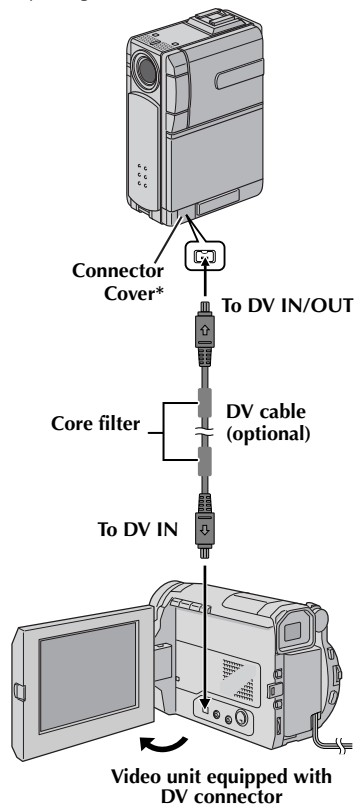 Connector
Cover*
To DV IN/OUT
Core filter
DV cable
(optional)
To DV IN
Video unit equipped with
DV connector